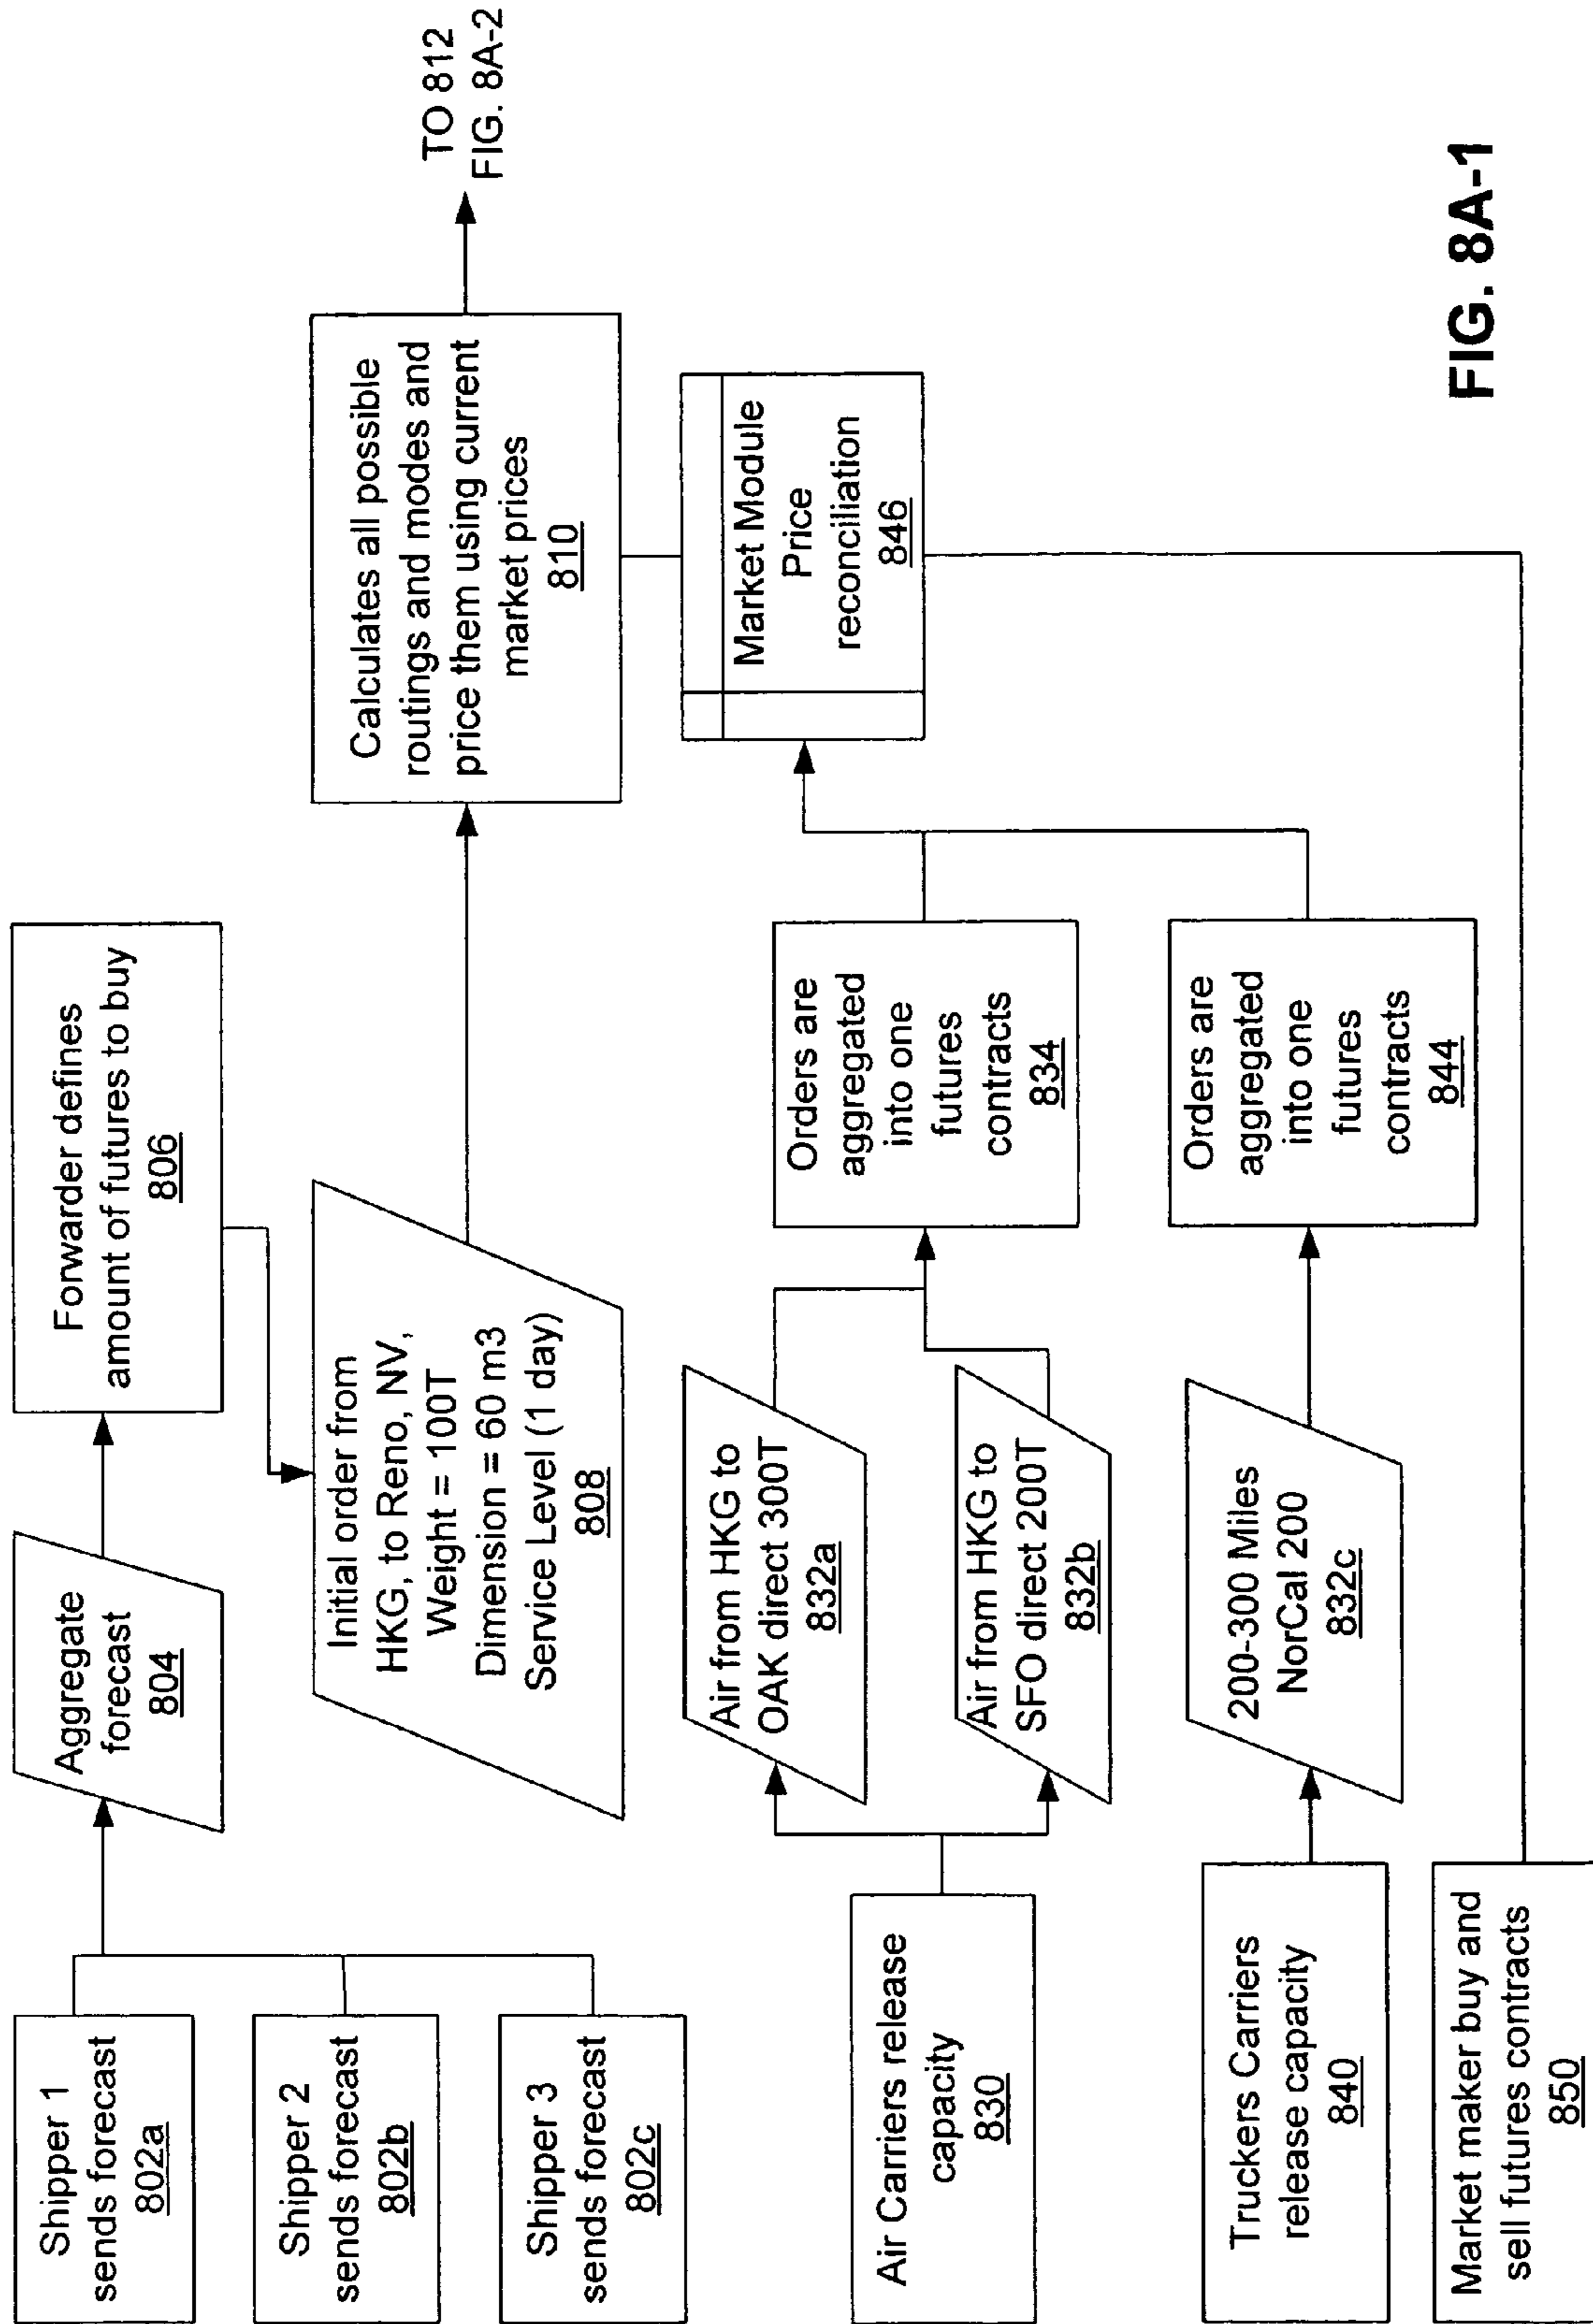 Shipper 1
sends forecast
802a
Shipper 2
sends forecast
802b
Shipper 3
sends forecast
802c
Aggregate
forecast
804
Forwarder defines
amount of futures to buy
806
Initial order from
HKG, to Reno, NV,
Weight = 100T
Dimension = 60 m3
Service Level (1 day)
808
Calculates all possible
routings and modes and
price them using current
market prices
810
TO 812
FIG. 8A-2
Air Carriers release
capacity
830
Air from HKG to
OAK direct 300T
832a
Air from HKG to
SFO direct 200T
832b
Orders are
aggregated
into one
futures
contracts
834
Market Module
Price
reconciliation
846
Truckers Carriers
release capacity
840
200-300 Miles
NorCal 200
832c
Orders are
aggregated
into one
futures
contracts
844
Market maker buy and
sell futures contracts
850
FIG. 8A-1